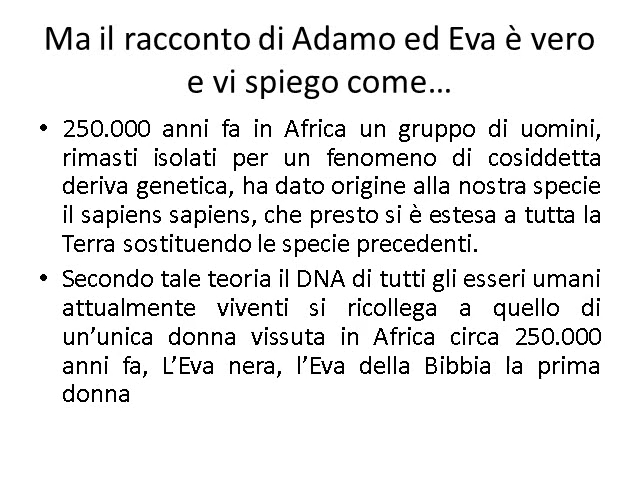 Ma il racconto di Adamo ed Eva è vero
e vi spiego come…
• 250.000 anni fa in Africa un gruppo di uomini,
rimasti isolati per un fenomeno di cosiddetta
deriva genetica, ha dato origine alla nostra specie
il sapiens sapiens, che presto si è estesa a tutta la
Terra sostituendo le specie precedenti.
• Secondo tale teoria il DNA di tutti gli esseri umani
attualmente viventi si ricollega a quello di
un’unica donna vissuta in Africa circa 250.000
anni fa, L’Eva nera, l’Eva della Bibbia la prima
donna